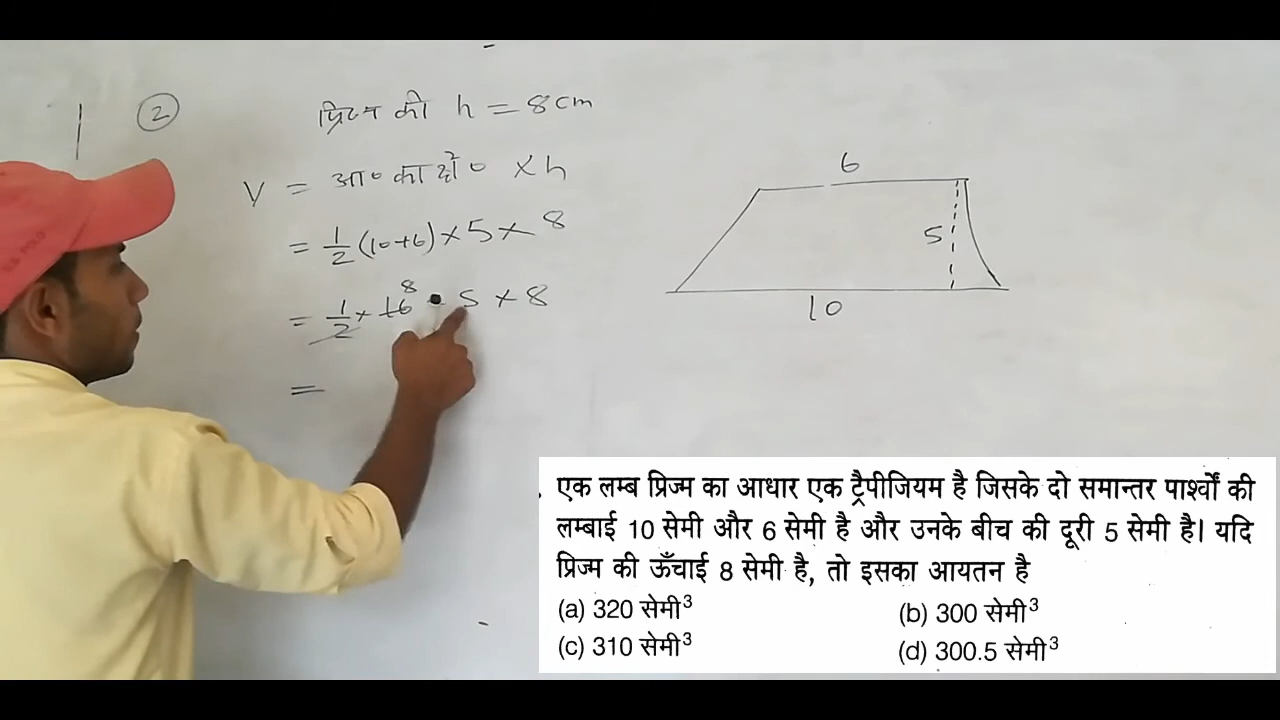 ② प्रिज्म की h = 8cm
V = आ० का क्षे० × h
= 1/2 (10+6) × 5 × 8
= 1/2 × 16 8 5 × 8
=
6
5
10
एक लम्ब प्रिज्म का आधार एक ट्रैपीजियम है जिसके दो समान्तर पार्श्वों की
लम्बाई 10 सेमी और 6 सेमी है और उनके बीच की दूरी 5 सेमी है। यदि
प्रिज्म की ऊँचाई 8 सेमी है, तो इसका आयतन है
(a) 320 सेमी³ (b) 300 सेमी³
(c) 310 सेमी³ (d) 300.5 सेमी³